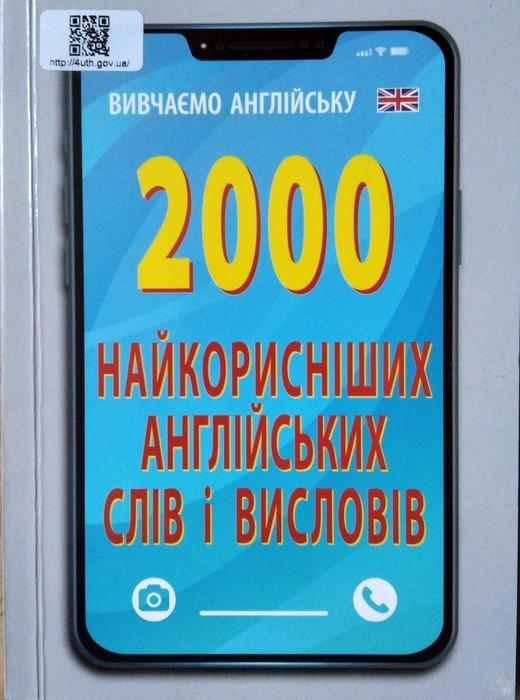 http://4uth.gov.ua/
ВИВЧАЄМО АНГЛІЙСЬКУ
2000
НАЙКОРИСНІШИХ
АНГЛІЙСЬКИХ
СЛІВ і ВИСЛОВІВ